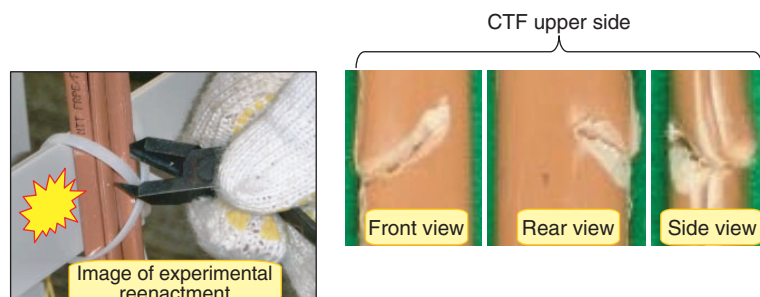 CTF upper side
Front view
Rear view
Side view
Image of experimental
reenactment